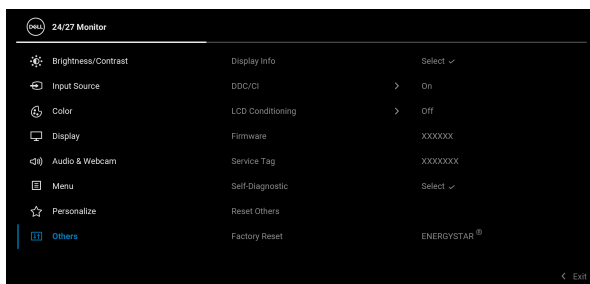 DELL 24/27 Monitor
Brightness/Contrast Display Info Select ✓
Input Source DDC/CI > On
Color LCD Conditioning > Off
Display Firmware XXXXXX
Audio & Webcam Service Tag XXXXXXX
Menu Self-Diagnostic Select ✓
Personalize Reset Others
Others Factory Reset ENERGYSTAR ®
< Exit